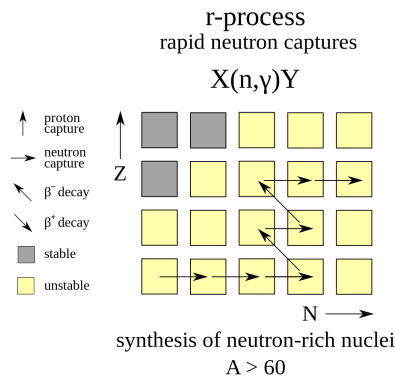 r-process
rapid neutron captures
X(n,γ)Y
proton
capture
neutron
capture
β⁻ decay
β⁺ decay
stable
unstable
Z
N
synthesis of neutron-rich nuclei
A > 60